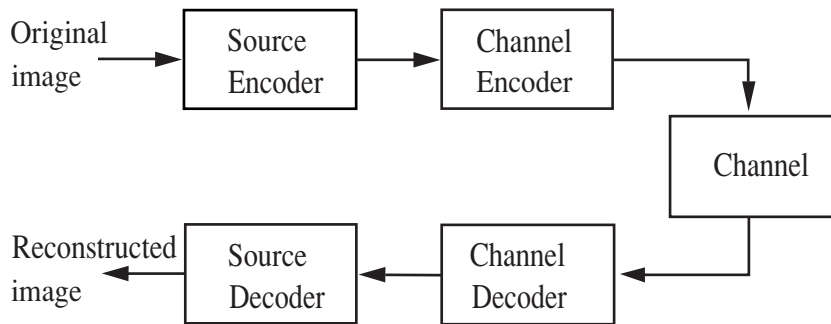 Original
image
Source
Encoder
Channel
Encoder
Channel
Reconstructed
image
Source
Decoder
Channel
Decoder